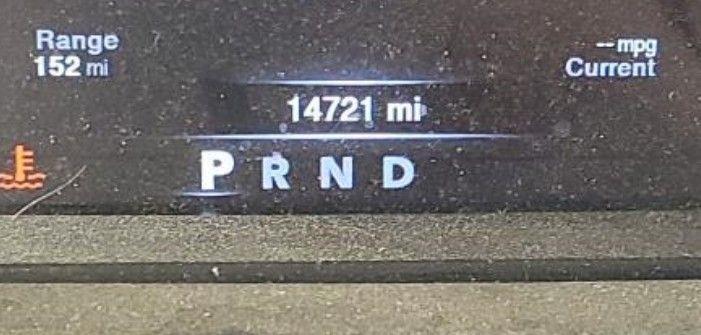 Range
152 mi
--mpg
Current
14721 mi
P R N D